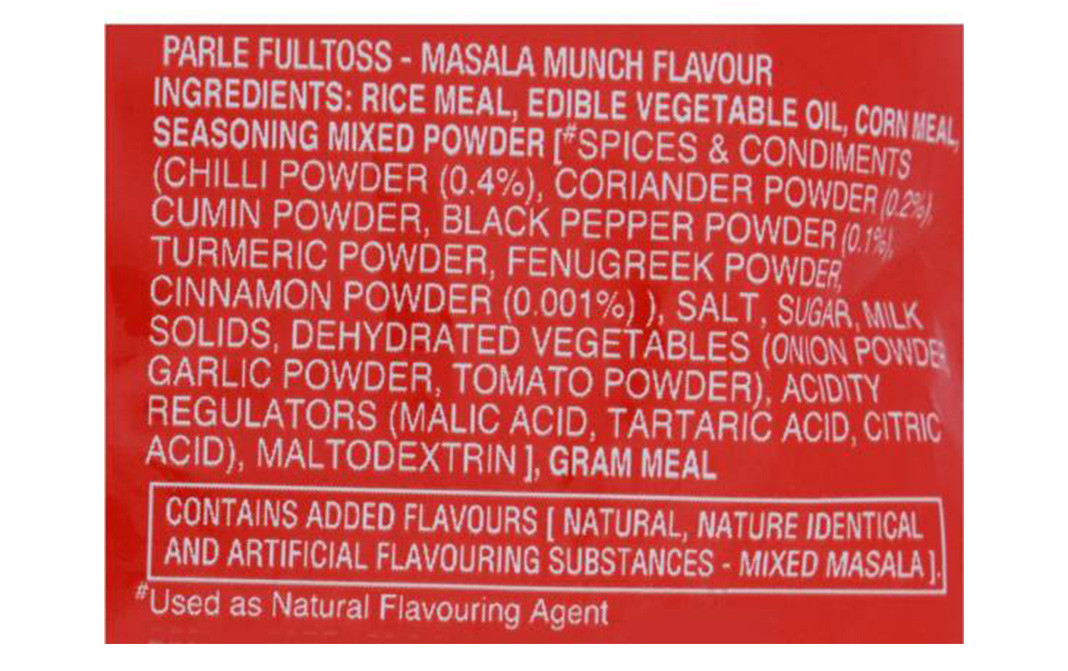 PARLE FULLTOSS - MASALA MUNCH FLAVOUR
INGREDIENTS: RICE MEAL, EDIBLE VEGETABLE OIL, CORN MEAL,
SEASONING MIXED POWDER [#SPICES & CONDIMENTS
(CHILLI POWDER (0.4%), CORIANDER POWDER (0.2%),
CUMIN POWDER, BLACK PEPPER POWDER (0.1%),
TURMERIC POWDER, FENUGREEK POWDER,
CINNAMON POWDER (0.001%) ), SALT, SUGAR, MILK
SOLIDS, DEHYDRATED VEGETABLES (ONION POWDER,
GARLIC POWDER, TOMATO POWDER), ACIDITY
REGULATORS (MALIC ACID, TARTARIC ACID, CITRIC
ACID), MALTODEXTRIN ], GRAM MEAL
CONTAINS ADDED FLAVOURS [ NATURAL, NATURE IDENTICAL
AND ARTIFICIAL FLAVOURING SUBSTANCES - MIXED MASALA ].
#Used as Natural Flavouring Agent